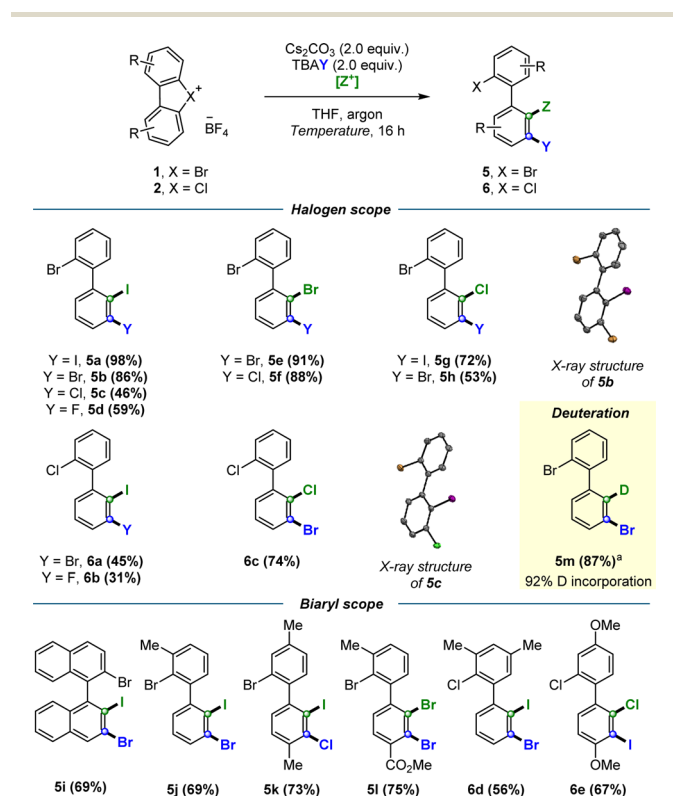 R
R
X+
−
BF4
1, X = Br
2, X = Cl
Cs2CO3 (2.0 equiv.)
TBAY (2.0 equiv.)
[Z+]
THF, argon
Temperature, 16 h
R
X
Z
R
Y
5, X = Br
6, X = Cl
Halogen scope
Br
I
Y
Y = I, 5a (98%)
Y = Br, 5b (86%)
Y = Cl, 5c (46%)
Y = F, 5d (59%)
Br
Br
Y
Y = Br, 5e (91%)
Y = Cl, 5f (88%)
Br
Cl
Y
Y = I, 5g (72%)
Y = Br, 5h (53%)
X-ray structure
of 5b
Cl
I
Y
Y = Br, 6a (45%)
Y = F, 6b (31%)
Cl
Cl
Br
6c (74%)
X-ray structure
of 5c
Deuteration
Br
D
Br
5m (87%)a
92% D incorporation
Biaryl scope
Br
I
Br
5i (69%)
Me
Br
I
Br
5j (69%)
Me
Br
I
Cl
Me
5k (73%)
Me
Br
Br
Br
CO2Me
5l (75%)
Me
Me
Cl
I
Br
6d (56%)
OMe
Cl
Cl
I
OMe
6e (67%)